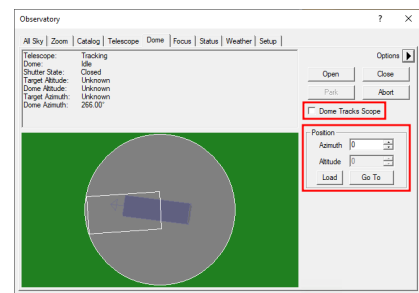 Observatory ? ×
All Sky Zoom Catalog Telescope Dome Focus Status Weather Setup
Telescope: Tracking
Dome: Idle
Shutter State: Closed
Target Altitude: Unknown
Dome Altitude: Unknown
Target Azimuth: Unknown
Dome Azimuth: 266.00°
Options
Open Close
Park Abort
Dome Tracks Scope
Position
Azimuth 0
Altitude 0
Load Go To